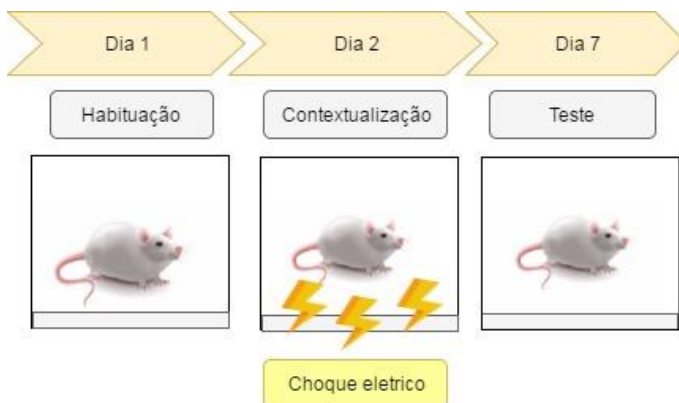 Dia 1
Dia 2
Dia 7
Habituação
Contextualização
Teste
Choque eletrico